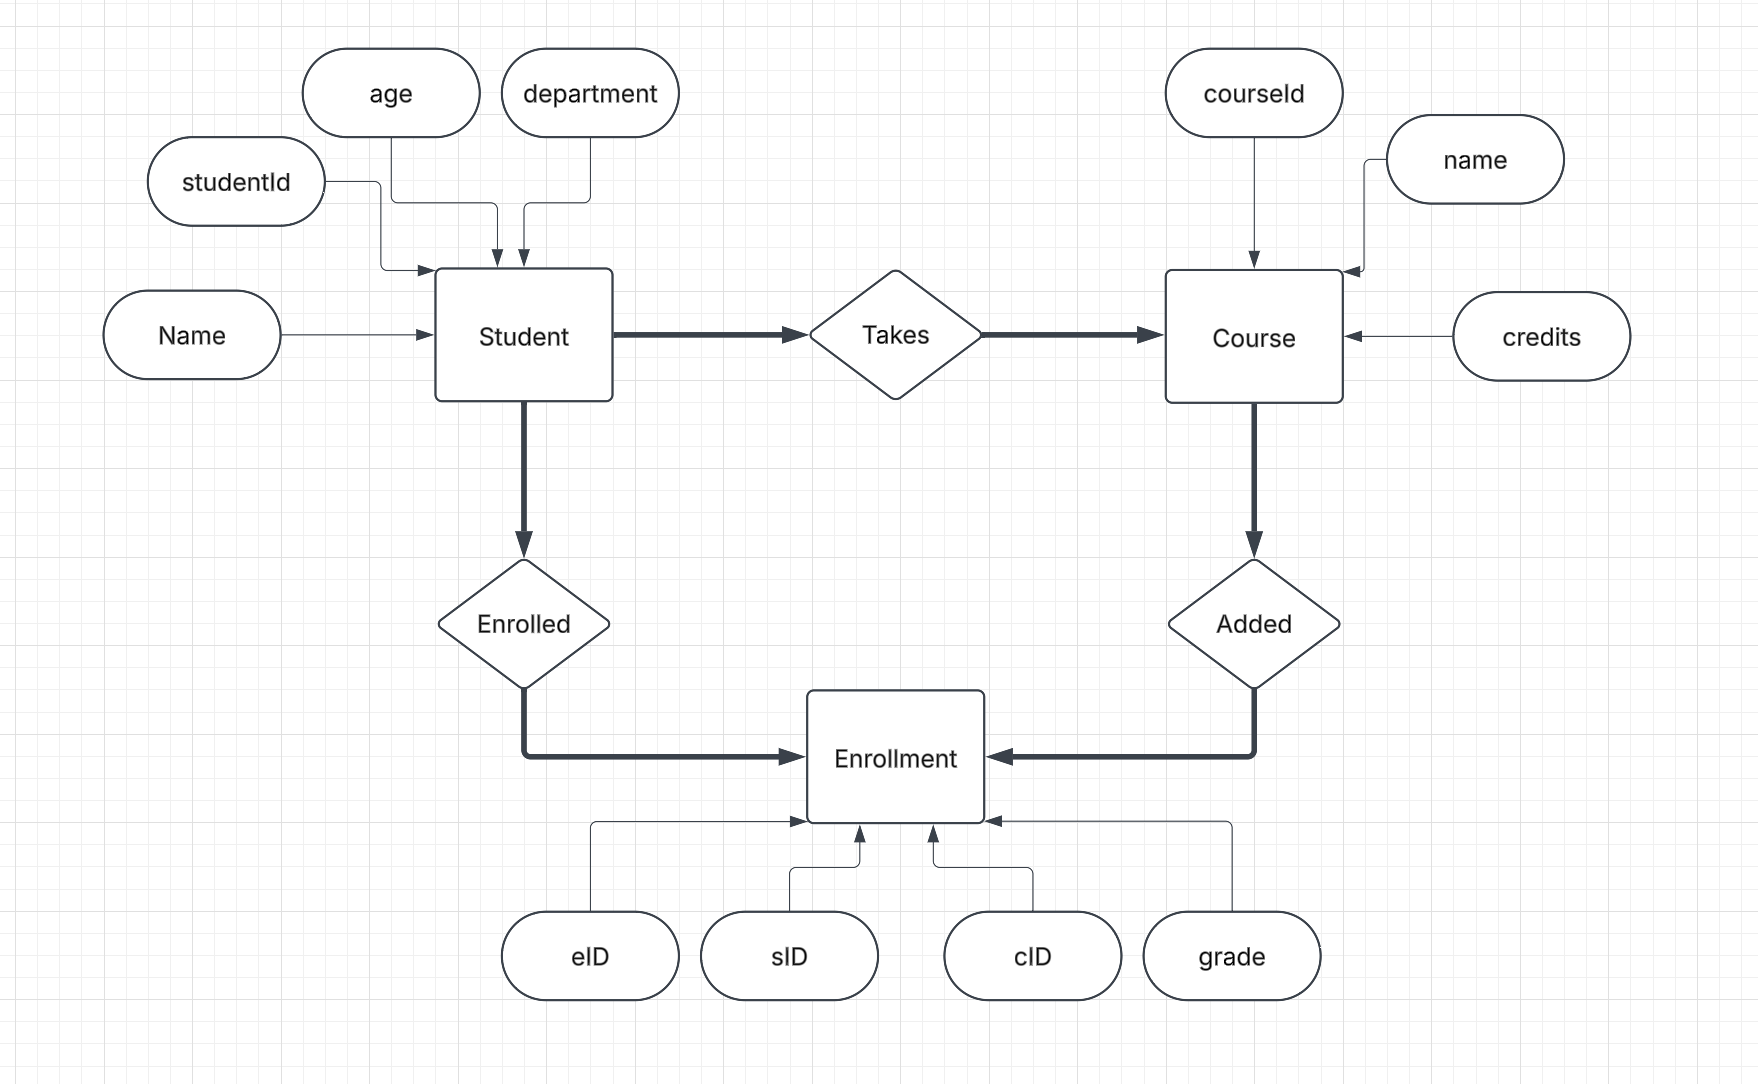 age
department
courseId
name
studentId
Name
Student
Takes
Course
credits
Enrolled
Added
Enrollment
eID
sID
cID
grade